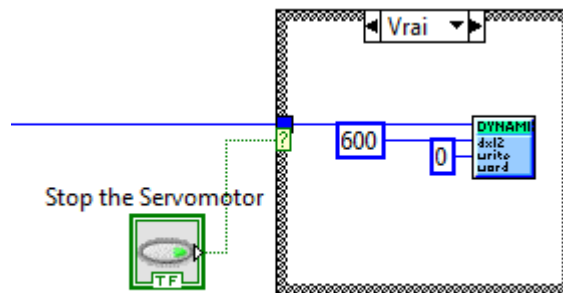 Vrai
?
600
0
DYNAMI
dxl2
write
word
Stop the Servomotor
TF